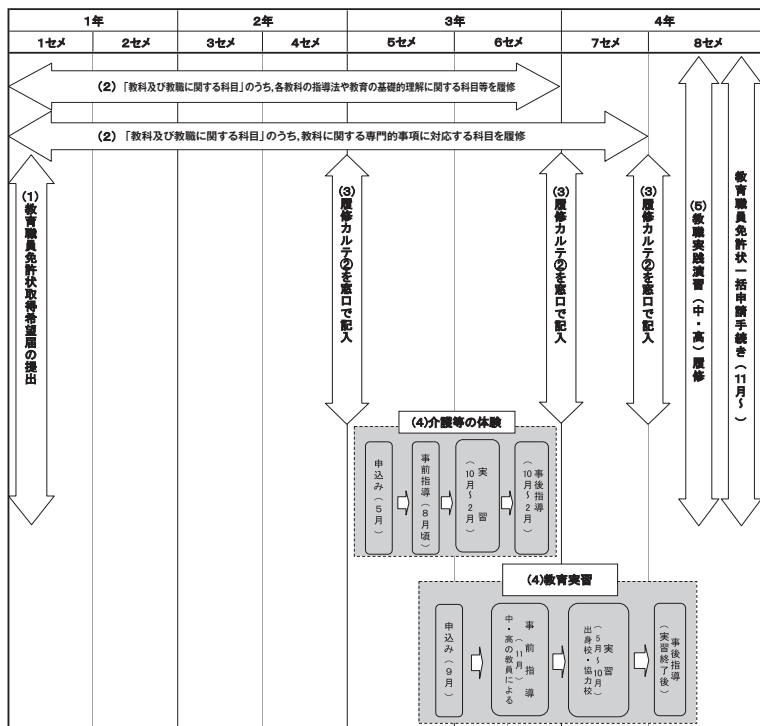 1年 2年 3年 4年
1セメ 2セメ 3セメ 4セメ 5セメ 6セメ 7セメ 8セメ
(2)「教科及び教職に関する科目」のうち,各教科の指導法や教育の基礎的理解に関する科目等を履修
(2)「教科及び教職に関する科目」のうち,教科に関する専門的事項に対応する科目を履修
(1)教育職員免許状取得希望届の提出
(3)履修カルテ②を窓口で記入
(3)履修カルテ②を窓口で記入
(3)履修カルテ②を窓口で記入
(5)教職実践演習(中・高)履修
教育職員免許状一括申請手続き(11月~)
(4)介護等の体験
申込み(5月)
事前指導(8月頃)
実習
(10月~2月)
事後指導
(10月~2月)
(4)教育実習
申込み(9月)
事前指導
(11月)
中・高の教員による
実習
(5月~10月)
出身校・協力校
事後指導
(実習終了後)